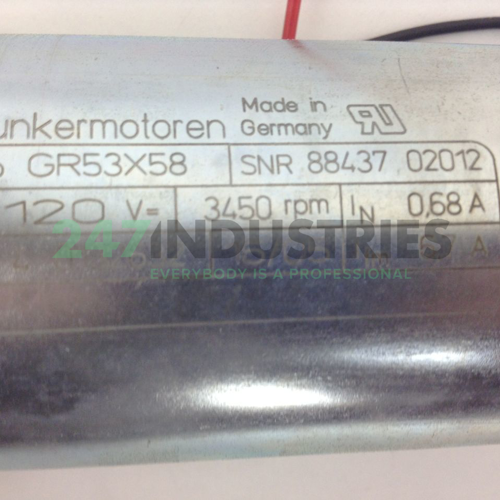 unkermotoren Made in Germany
GR53X58 SNR 88437 02012
120 V= 3450 rpm IN 0,68 A
247INDUSTRIES
EVERYBODY IS A PROFESSIONAL
A